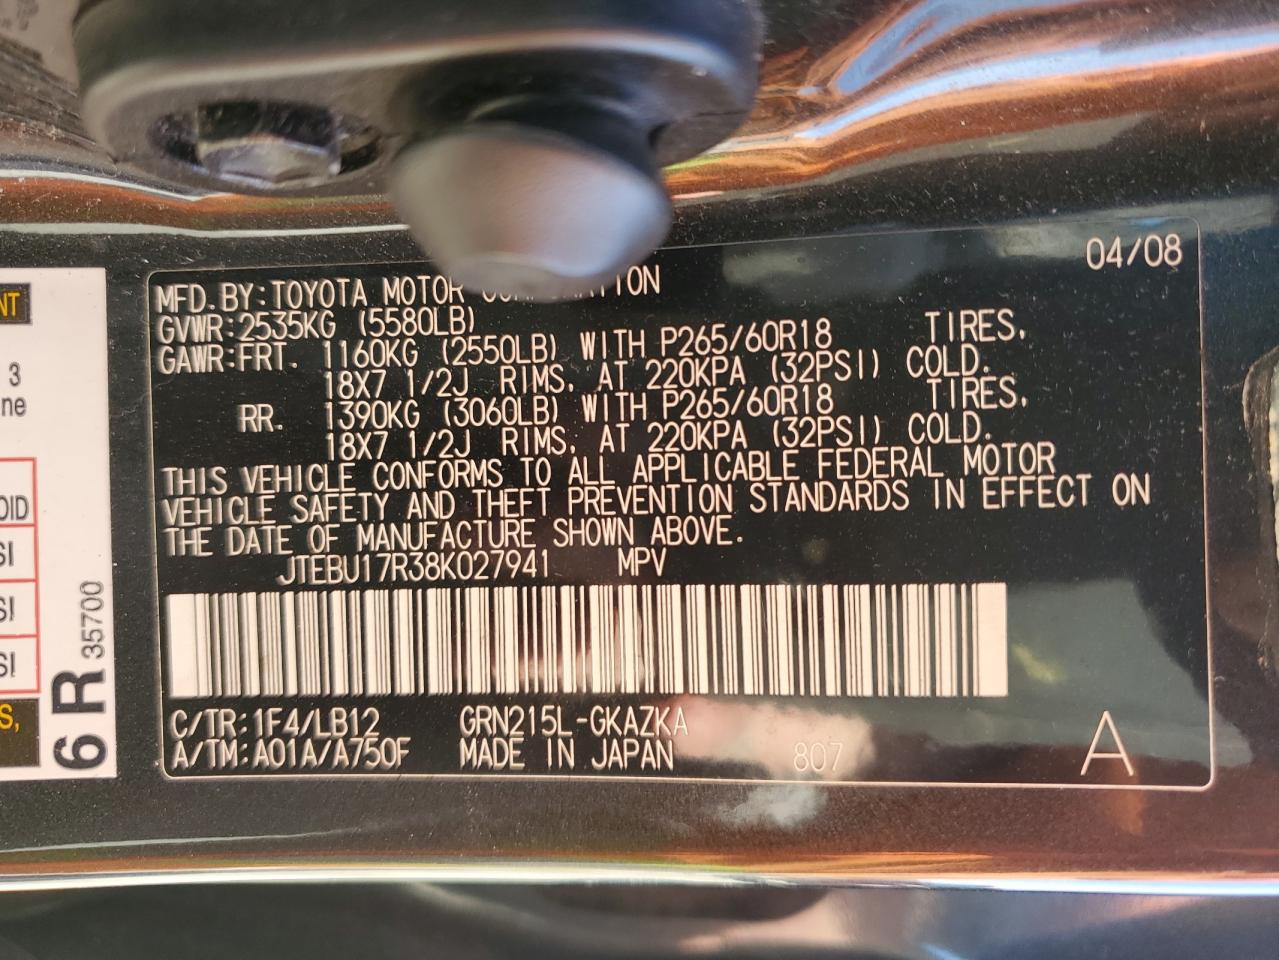 04/08
MFD.BY:TOYOTA MOTOR
GVWR:2535KG (5580LB)
GAWR:FRT. 1160KG (2550LB) WITH P265/60R18 TIRES,
18X7 1/2J RIMS, AT 220KPA (32PSI) COLD.
RR. 1390KG (3060LB) WITH P265/60R18 TIRES,
18X7 1/2J RIMS, AT 220KPA (32PSI) COLD.
THIS VEHICLE CONFORMS TO ALL APPLICABLE FEDERAL MOTOR
VEHICLE SAFETY AND THEFT PREVENTION STANDARDS IN EFFECT ON
THE DATE OF MANUFACTURE SHOWN ABOVE.
JTEBU17R38K027941 MPV
C/TR:1F4/LB12 GRN215L-GKAZKA
A/TM:A01A/A750F MADE IN JAPAN 807 A
3
6R 35700